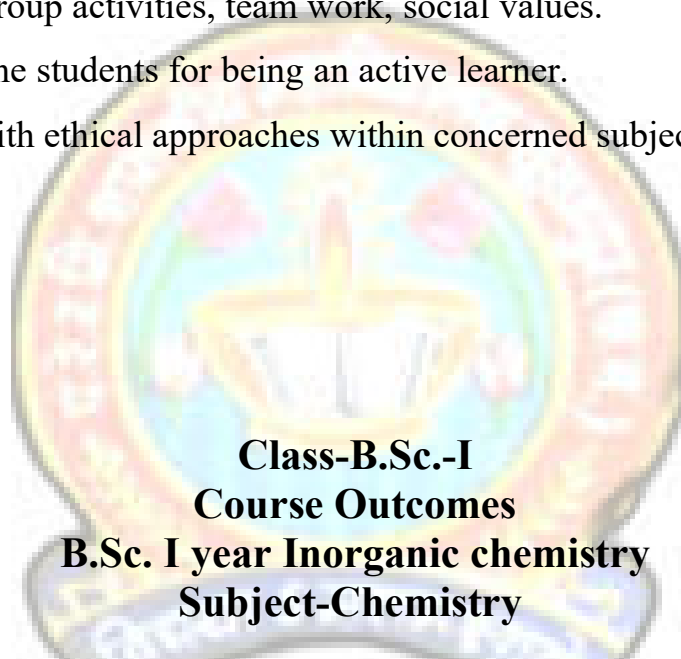 roup activities, team work, social values.
ne students for being an active learner.
ith ethical approaches within concerned subjec
Class-B.Sc.-I
Course Outcomes
B.Sc. I year Inorganic chemistry
Subject-Chemistry